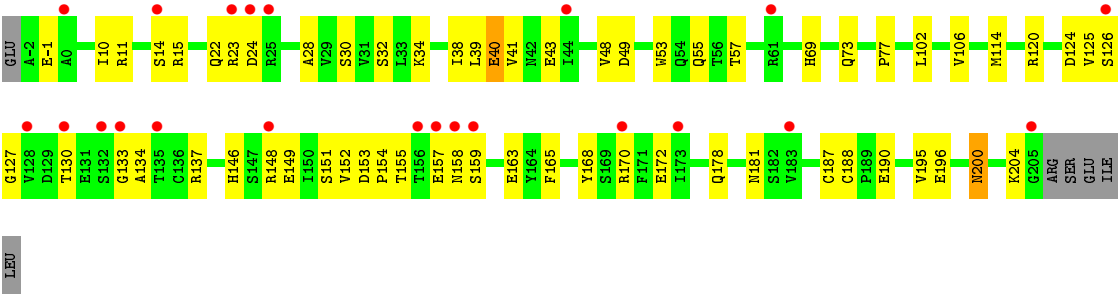 GLU A-2 E-1 A0 I10 R11 S14 R15 Q22 R23 D24 R25 A28 V29 S30 V31 L33 K34 I38 L39 E40 V41 N42 E43 I44 V48 D49 W53 Q54 Q55 T56 T57 R61 H69 Q73 P77 L102 V106 M114 R120 D124 V125 S126
G127 V128 D129 T130 E131 S132 G133 A134 T135 C136 R137 H146 S147 R148 E149 I150 S151 V152 D153 P154 T155 T156 E157 N158 S159 E163 Y164 F165 Y168 S169 R170 F171 E172 I173 Q178 N181 S182 V183 C187 C188 P189 E190 V195 E196 N200 K204 G205 ARG SER GLU ILE
LEU